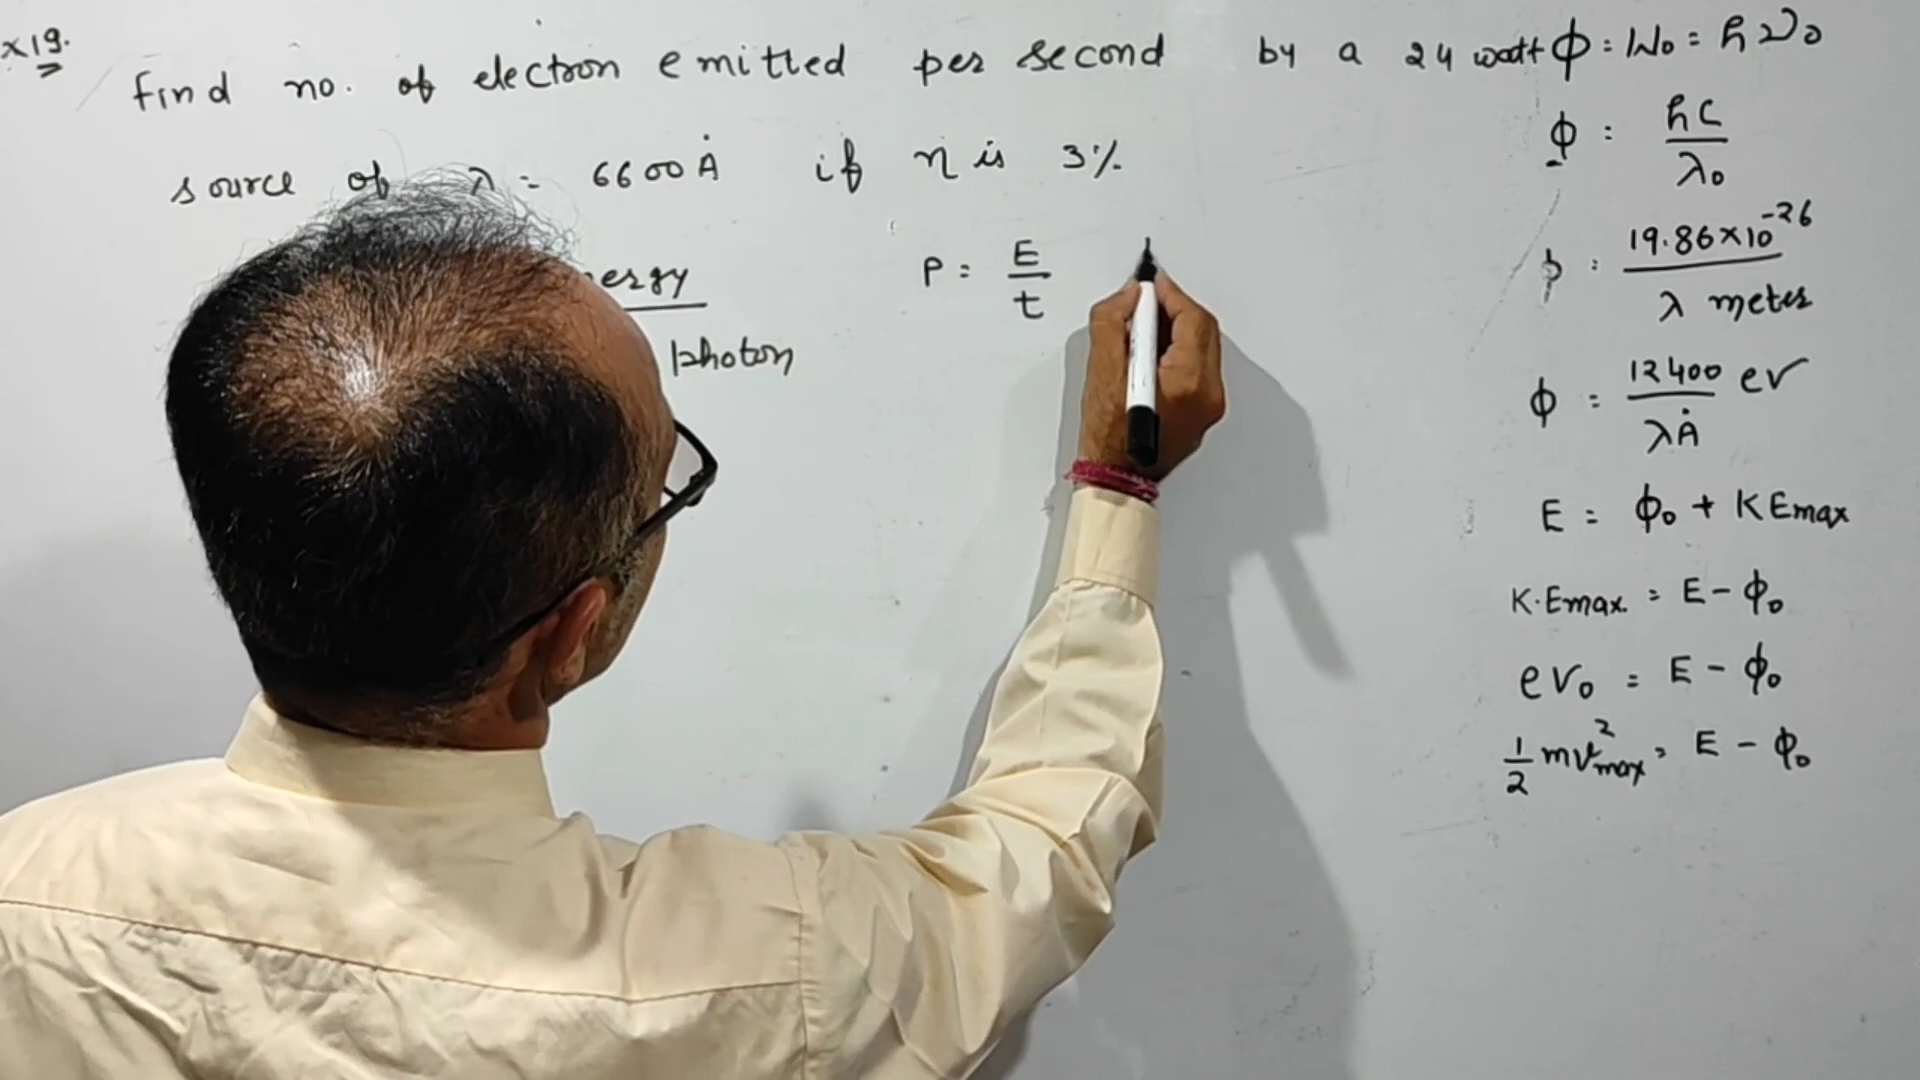 x 19.
Find no. of electron emitted per second by a 24 watt
source of λ = 6600 Å if η is 3%
ergy
photon
P = E/t
ϕ = W₀ = hν₀
ϕ = hc/λ₀
ϕ = 19.86×10⁻²⁶/λ meter
ϕ = 12400/λÅ ev
E = ϕ₀ + KEmax
K.Emax. = E - ϕ₀
ev₀ = E - ϕ₀
1/2 mv²max = E - ϕ₀